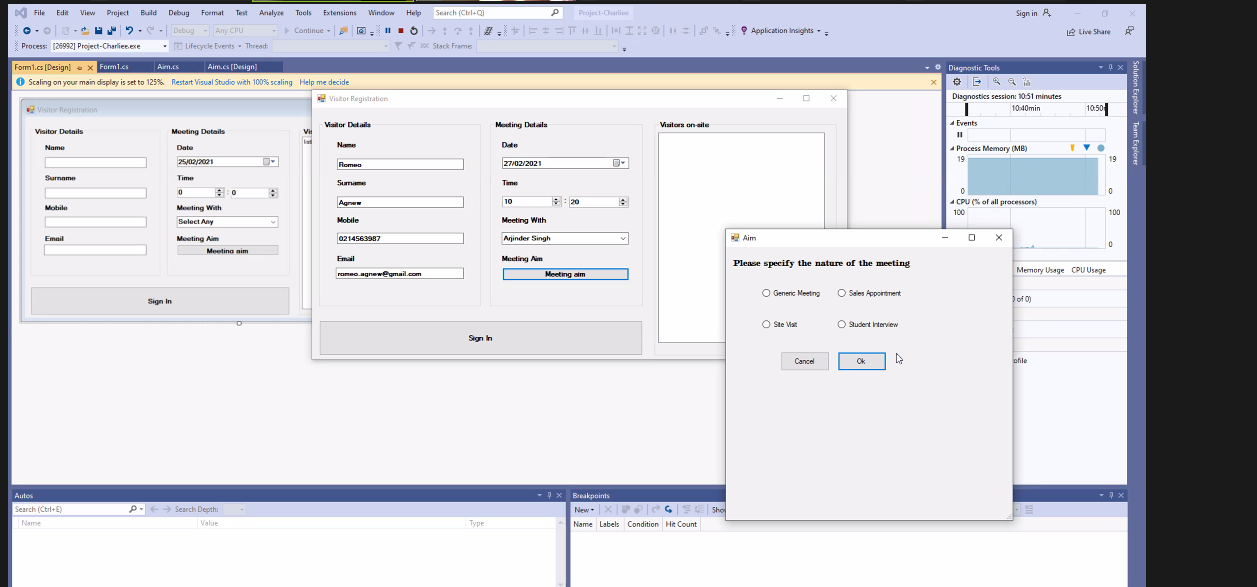 File Edit View Project Build Debug Format Test Analyze Tools Extensions Window Help Search (Ctrl+Q) Project-Charliee Sign in
Debug Any CPU Continue Application Insights
Process: [26992] Project-Charliee.exe Lifecycle Events Thread: Stack Frame: Live Share
Form1.cs [Design] Form1.cs Aim.cs Aim.cs [Design]
Scaling on your main display is set to 125%. Restart Visual Studio with 100% scaling Help me decide
Visitor Registration
Visitor Details
Name
Surname
Mobile
Email
Meeting Details
Date
25/02/2021
Time
0 : 0
Meeting With
Select Any
Meeting Aim
Meeting aim
Sign In
Visitor Registration
Visitor Details
Name
Romeo
Surname
Agnew
Mobile
0214563987
Email
romeo.agnew@gmail.com
Meeting Details
Date
27/02/2021
Time
10 : 20
Meeting With
Arjinder Singh
Meeting Aim
Meeting aim
Sign In
Visitors on-site
Aim
Please specify the nature of the meeting
Generic Meeting Sales Appointment
Site Visit Student Interview
Cancel Ok
Diagnostic Tools
Diagnostics session: 10:51 minutes
10:40min 10:50
Events
Process Memory (MB)
19 19
0 0
CPU (% of all processors)
100 100
0
Memory Usage CPU Usage
Solution Explorer
Team Explorer
Autos
Search (Ctrl+E) Search Depth:
Name Value Type
Breakpoints
New
Name Labels Condition Hit Count